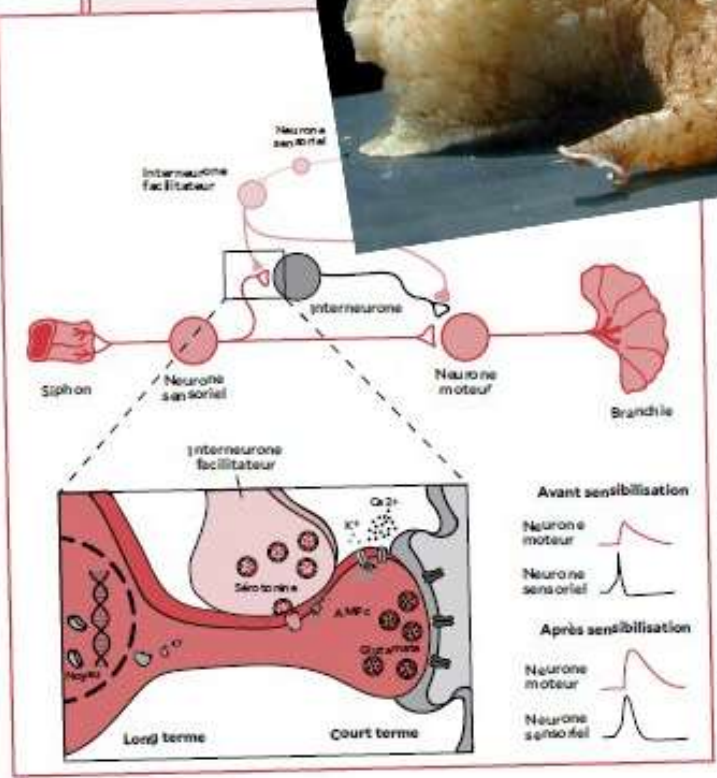 Neurone
sensoriel
Interneurone
facilitateur
Interneurone
Siphon
Neurone
sensoriel
Neurone
moteur
Branchie
Interneurone
facilitateur
Ca2+
K+
Sérotonine
AMPc
Glutamate
Noyau
Long terme
Court terme
Avant sensibilisation
Neurone
moteur
Neurone
sensoriel
Après sensibilisation
Neurone
moteur
Neurone
sensoriel